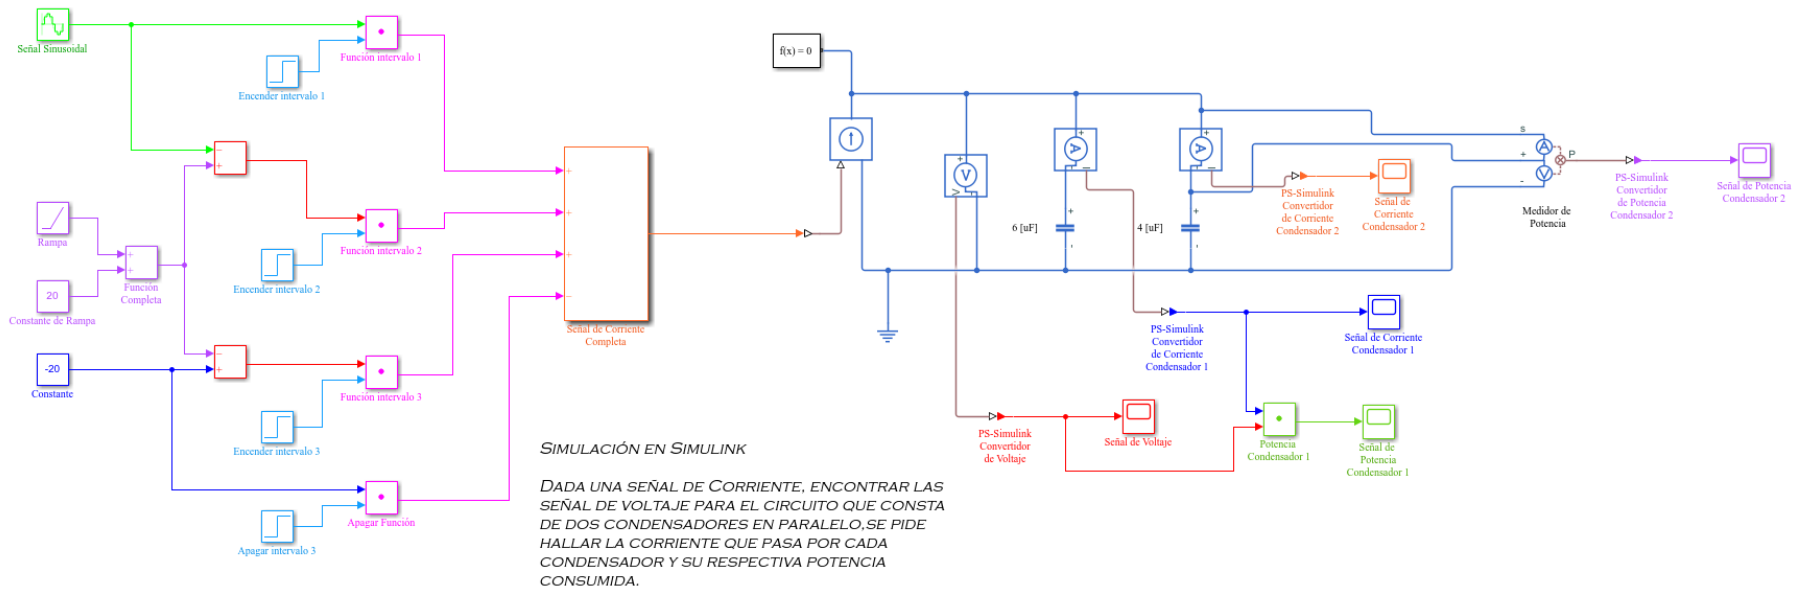 Señal Sinusoidal
Función intervalo 1
Encender intervalo 1
f(x) = 0
Rampa
20
Constante de Rampa
Función
Completa
Función intervalo 2
Encender intervalo 2
-20
Constante
Función intervalo 3
Encender intervalo 3
Apagar Función
Apagar intervalo 3
Señal de Corriente
Completa
V
A
A
6 [uF]
4 [uF]
PS-Simulink
Convertidor
de Corriente
Condensador 2
Señal de
Corriente
Condensador 2
S
+
-
A
V
P
Medidor de
Potencia
PS-Simulink
Convertidor
de Potencia
Condensador 2
Señal de Potencia
Condensador 2
PS-Simulink
Convertidor
de Corriente
Condensador 1
Señal de Corriente
Condensador 1
PS-Simulink
Convertidor
de Voltaje
Señal de Voltaje
Potencia
Condensador 1
Señal de
Potencia
Condensador 1
SIMULACIÓN EN SIMULINK
DADA UNA SEÑAL DE CORRIENTE, ENCONTRAR LAS
SEÑAL DE VOLTAJE PARA EL CIRCUITO QUE CONSTA
DE DOS CONDENSADORES EN PARALELO,SE PIDE
HALLAR LA CORRIENTE QUE PASA POR CADA
CONDENSADOR Y SU RESPECTIVA POTENCIA
CONSUMIDA.